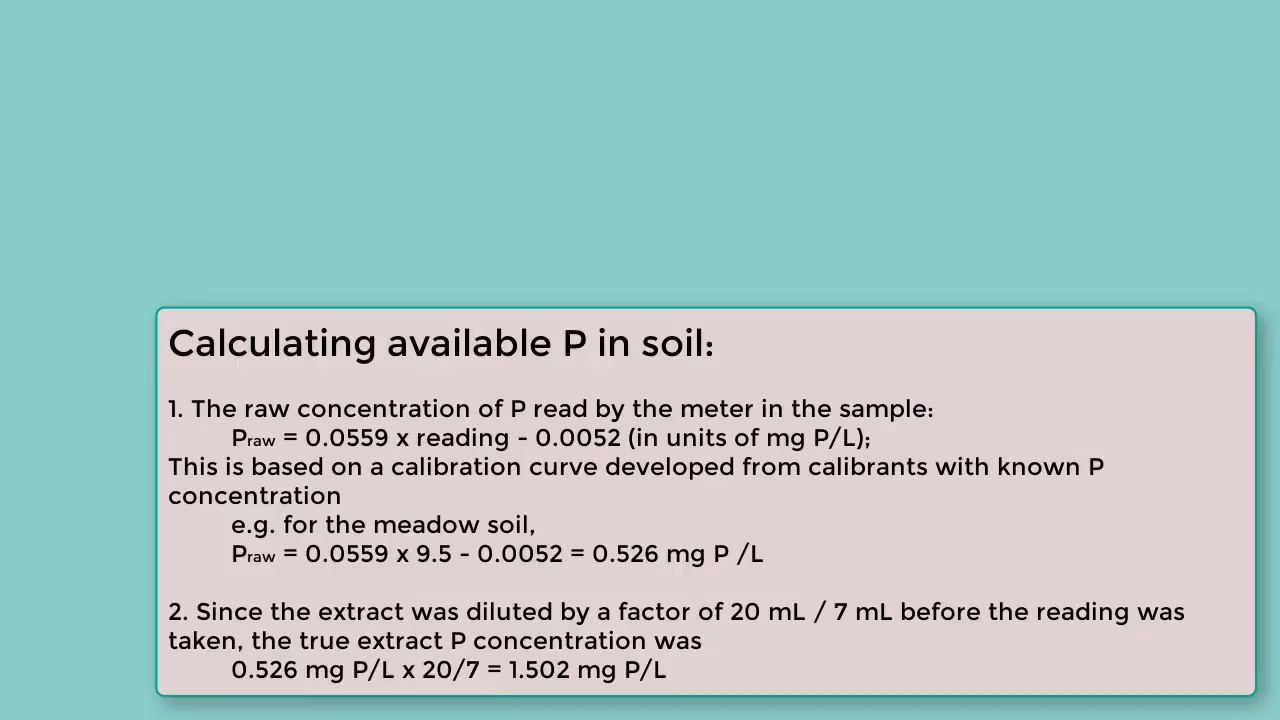 Calculating available P in soil:
1. The raw concentration of P read by the meter in the sample:
Praw = 0.0559 x reading - 0.0052 (in units of mg P/L);
This is based on a calibration curve developed from calibrants with known P
concentration
e.g. for the meadow soil,
Praw = 0.0559 x 9.5 - 0.0052 = 0.526 mg P /L
2. Since the extract was diluted by a factor of 20 mL / 7 mL before the reading was
taken, the true extract P concentration was
0.526 mg P/L x 20/7 = 1.502 mg P/L